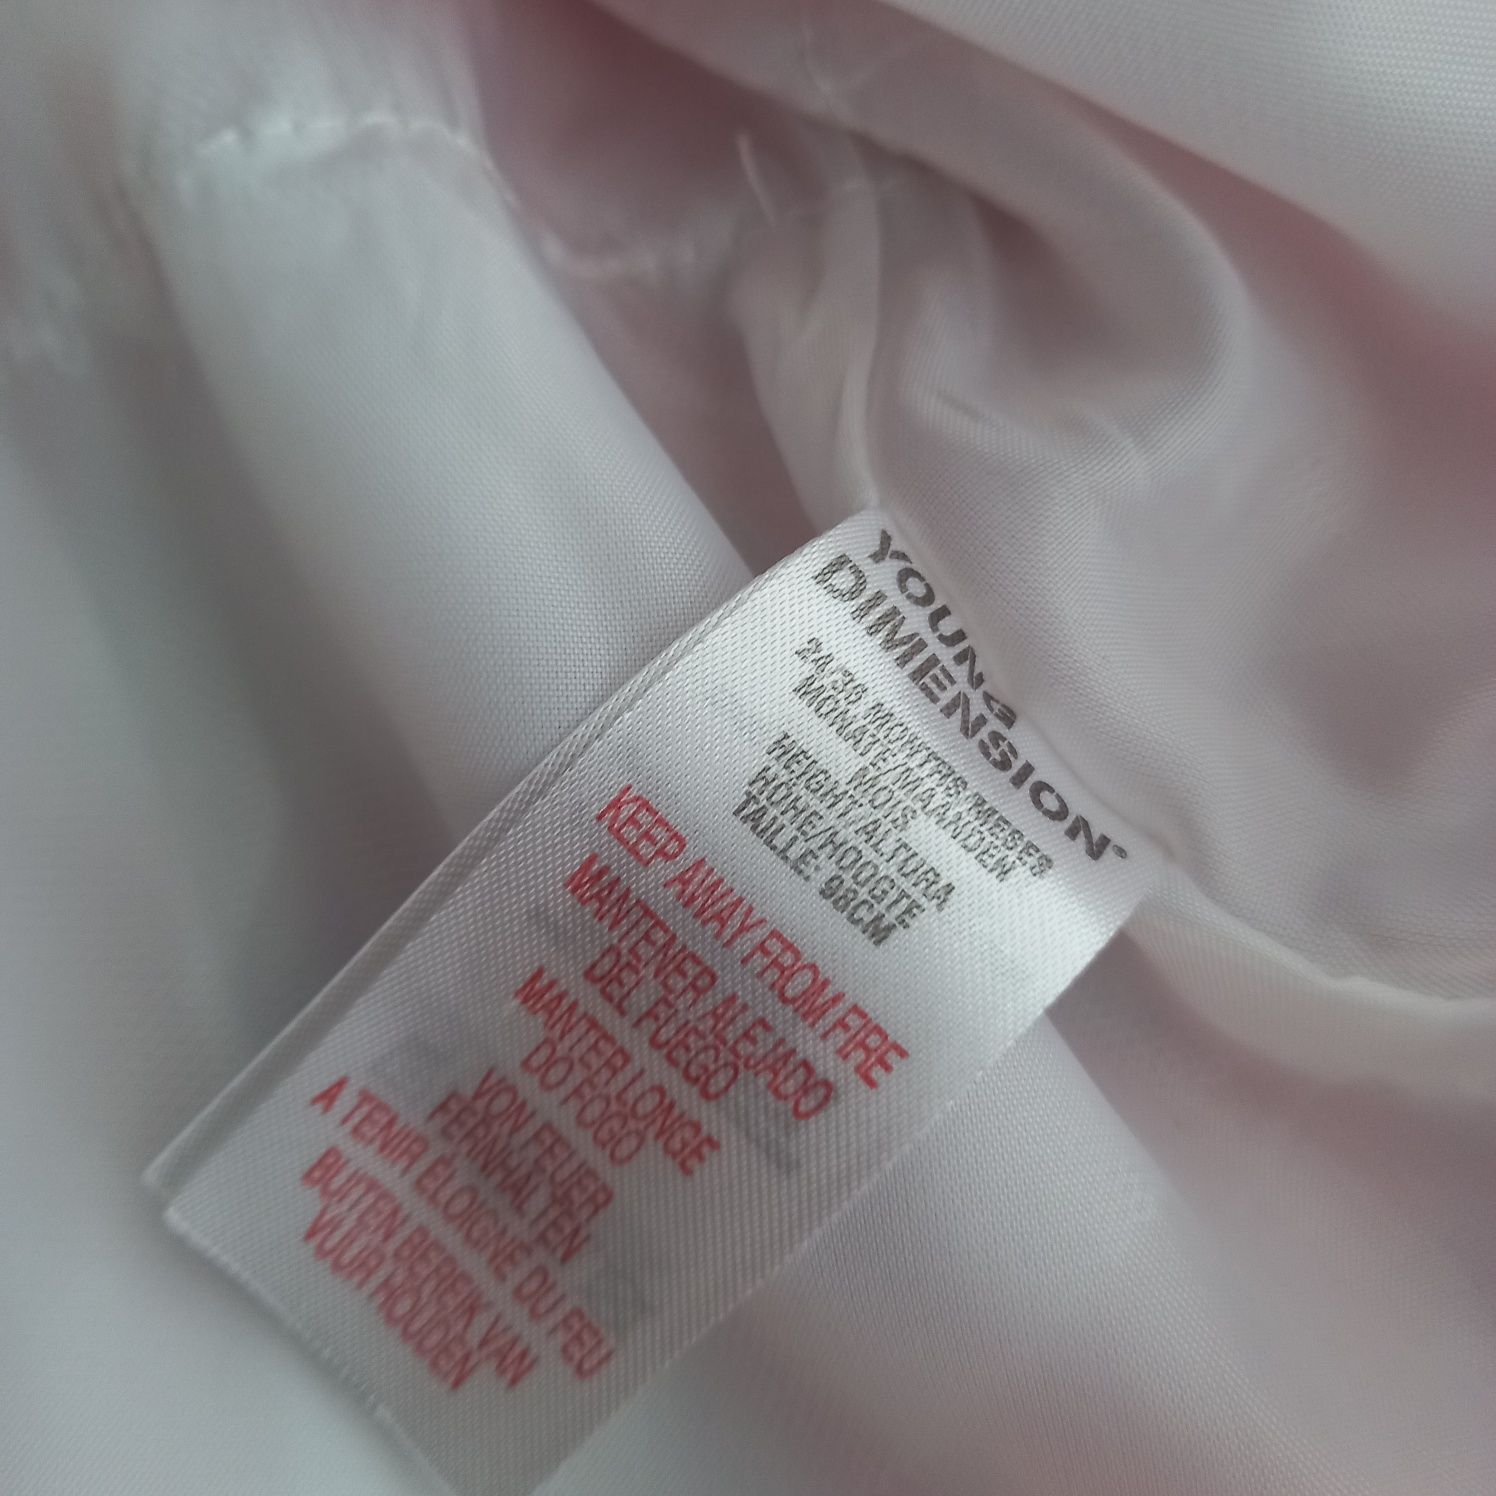 YOUNG
DIMENSION®
24/36 MONTHS/MESES
MONATE/MAANDEN
MOIS
HEIGHT/ALTURA
HÖHE/HOOGTE
TAILLE: 98CM
KEEP AWAY FROM FIRE
MANTENER ALEJADO
DEL FUEGO
MANTER LONGE
DO FOGO
VON FEUER
FERNHALTEN
A TENIR ELOIGNE DU FEU
BUITEN BEREIK VAN
VUUR HOUDEN